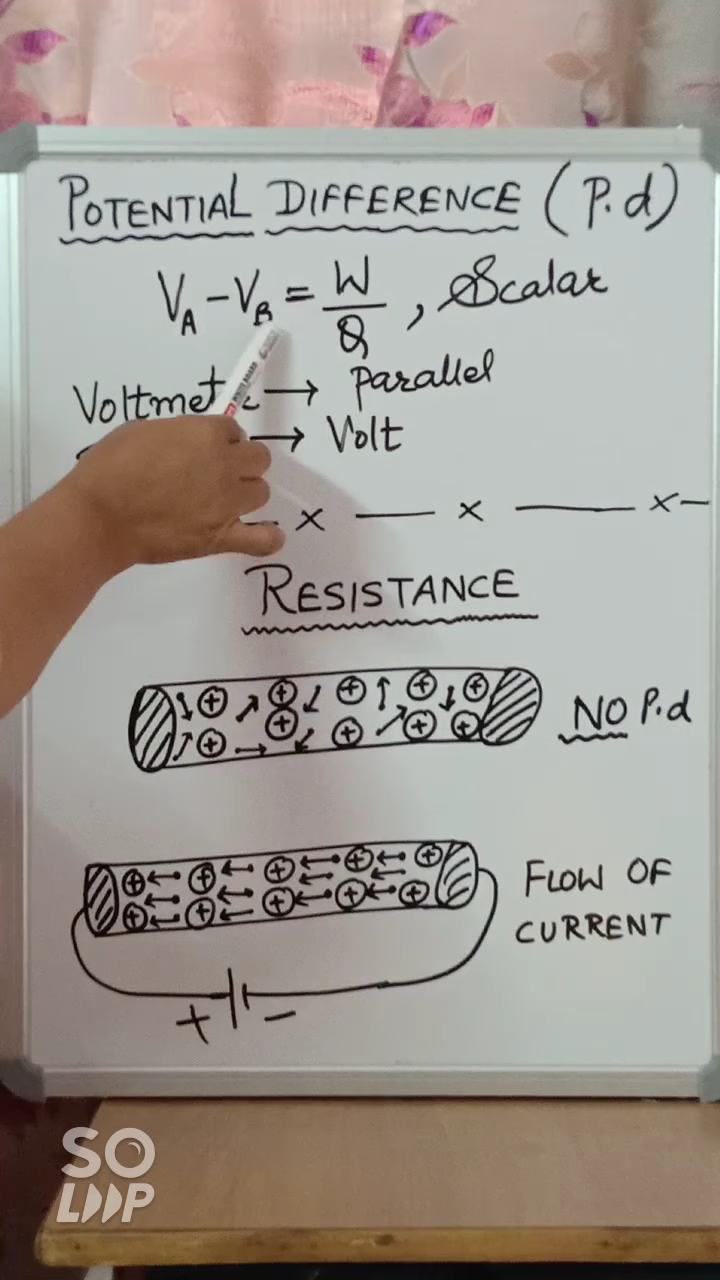 POTENTIAL DIFFERENCE (P.d)
VA - VB = W/Q, Scalar
→ Parallel
→ Volt
x — x — x –
RESISTANCE
NO P.d
FLOW OF
CURRENT
+ -
SO
LOOP